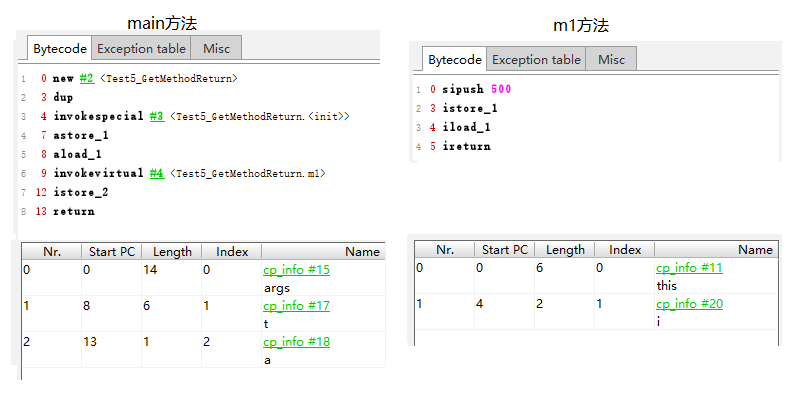 main方法
Bytecode Exception table Misc
1 0 new #2 <Test5_GetMethodReturn>
2 3 dup
3 4 invokespecial #3 <Test5_GetMethodReturn.<init>>
4 7 astore_1
5 8 aload_1
6 9 invokevirtual #4 <Test5_GetMethodReturn.m1>
7 12 istore_2
8 13 return
Nr. Start PC Length Index Name
0 0 14 0 cp_info #15
args
1 8 6 1 cp_info #17
t
2 13 1 2 cp_info #18
a
m1方法
Bytecode Exception table Misc
1 0 sipush 500
2 3 istore_1
3 4 iload_1
4 5 ireturn
Nr. Start PC Length Index Name
0 0 6 0 cp_info #11
this
1 4 2 1 cp_info #20
i